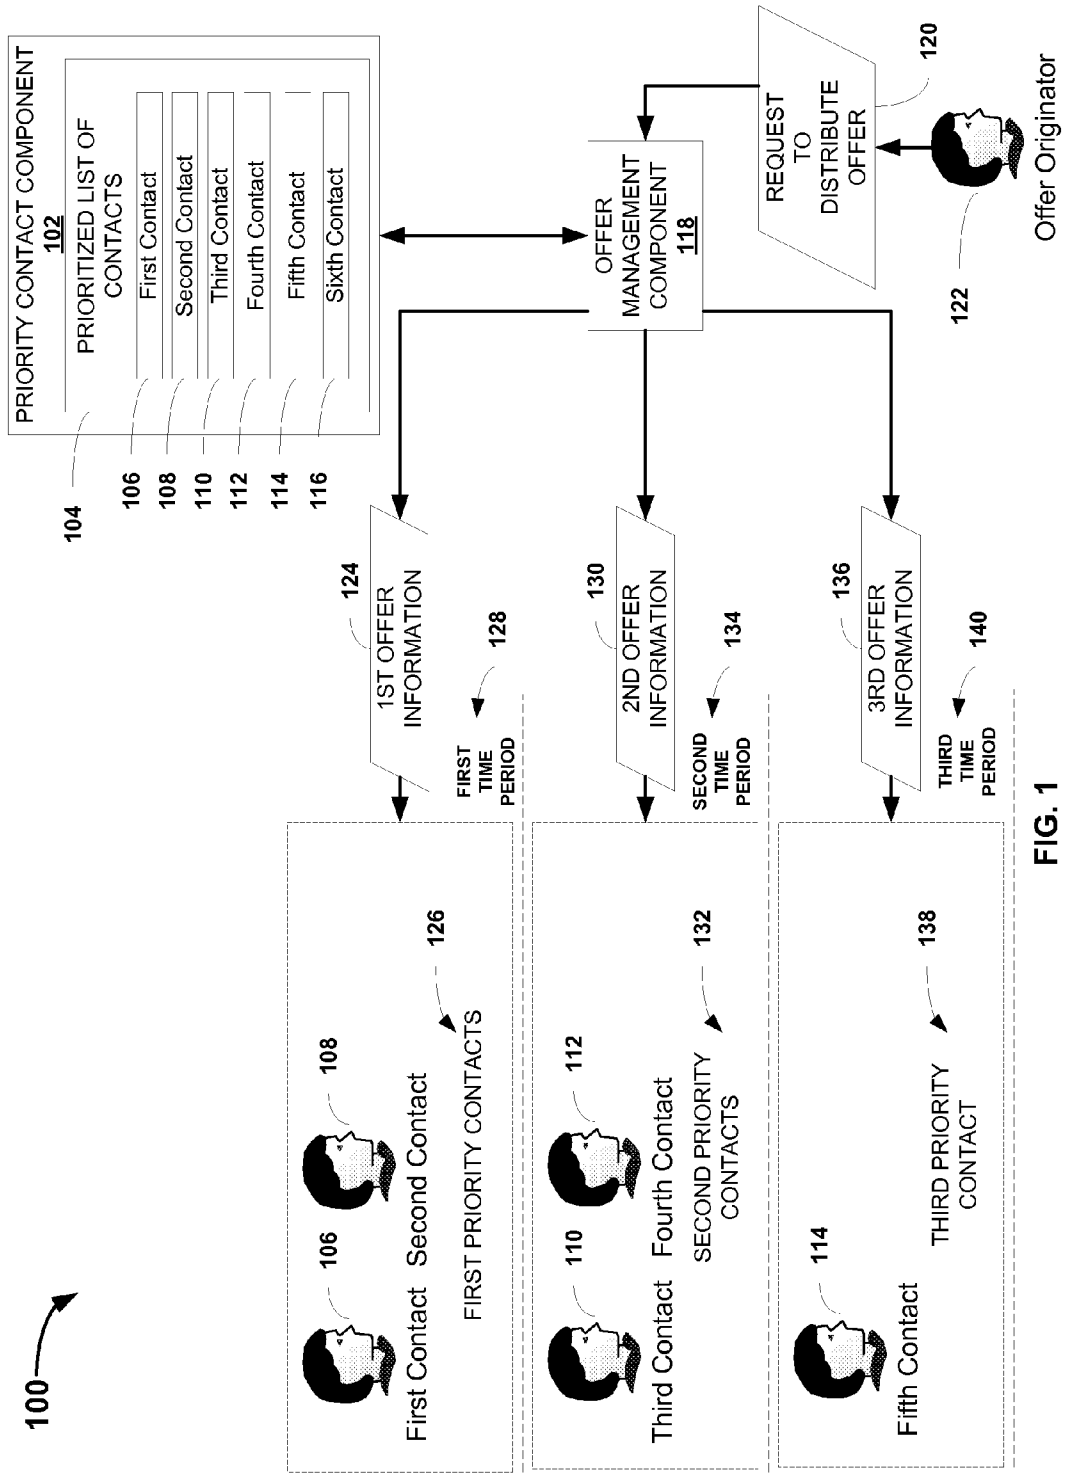 100
PRIORITY CONTACT COMPONENT
102
PRIORITIZED LIST OF
CONTACTS
First Contact
Second Contact
Third Contact
Fourth Contact
Fifth Contact
Sixth Contact
104
106
108
110
112
114
116
OFFER
MANAGEMENT
COMPONENT
118
REQUEST
TO
DISTRIBUTE
OFFER
120
122
Offer Originator
124
1ST OFFER
INFORMATION
FIRST
TIME
PERIOD
128
106
108
First Contact
Second Contact
126
FIRST PRIORITY CONTACTS
130
2ND OFFER
INFORMATION
SECOND
TIME
PERIOD
134
110
112
Third Contact
Fourth Contact
132
SECOND PRIORITY
CONTACTS
136
3RD OFFER
INFORMATION
THIRD
TIME
PERIOD
140
114
Fifth Contact
138
THIRD PRIORITY
CONTACT
FIG. 1